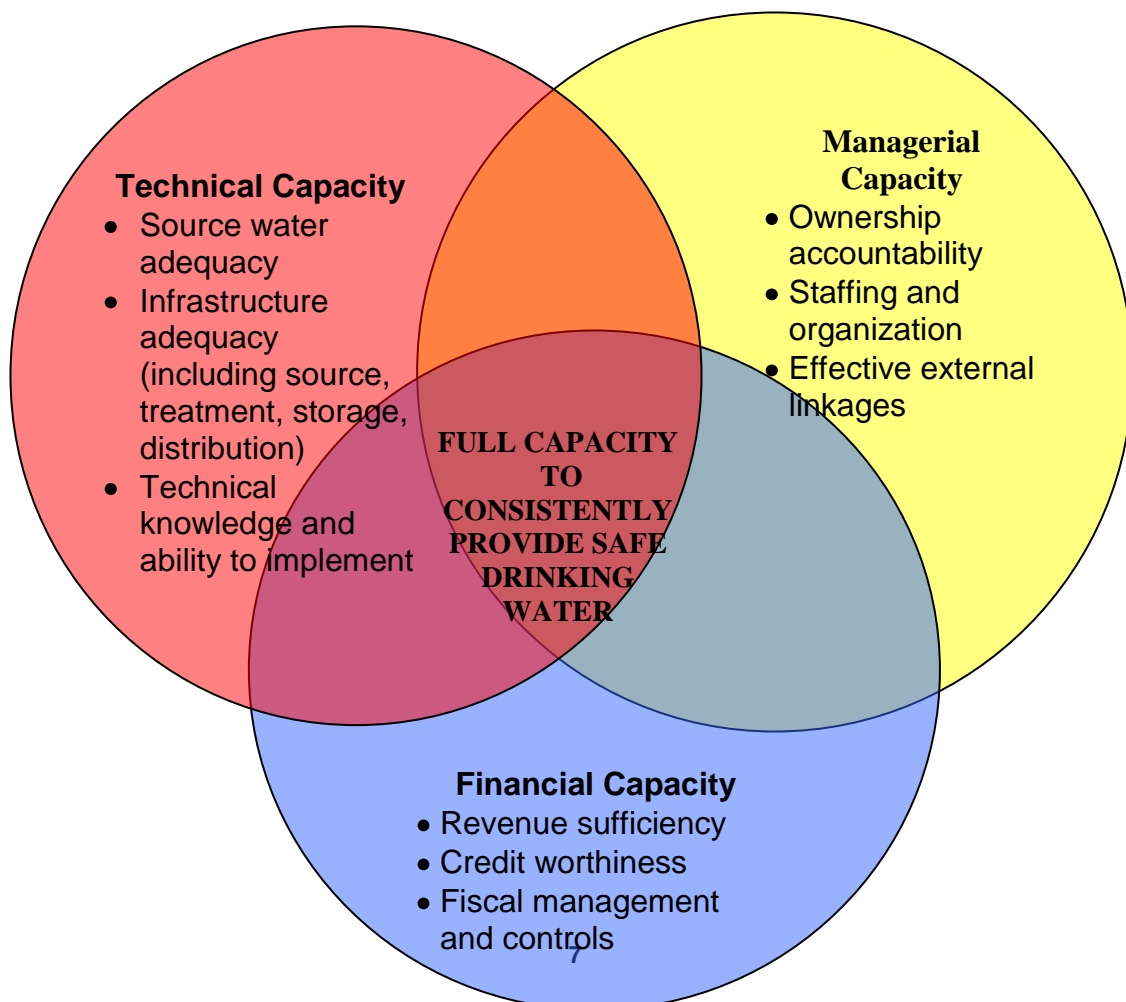 Technical Capacity
• Source water
adequacy
• Infrastructure
adequacy
(including source,
treatment, storage,
distribution)
• Technical
knowledge and
ability to implement
Managerial
Capacity
• Ownership
accountability
• Staffing and
organization
• Effective external
linkages
FULL CAPACITY
TO
CONSISTENTLY
PROVIDE SAFE
DRINKING
WATER
Financial Capacity
• Revenue sufficiency
• Credit worthiness
• Fiscal management
and controls
7